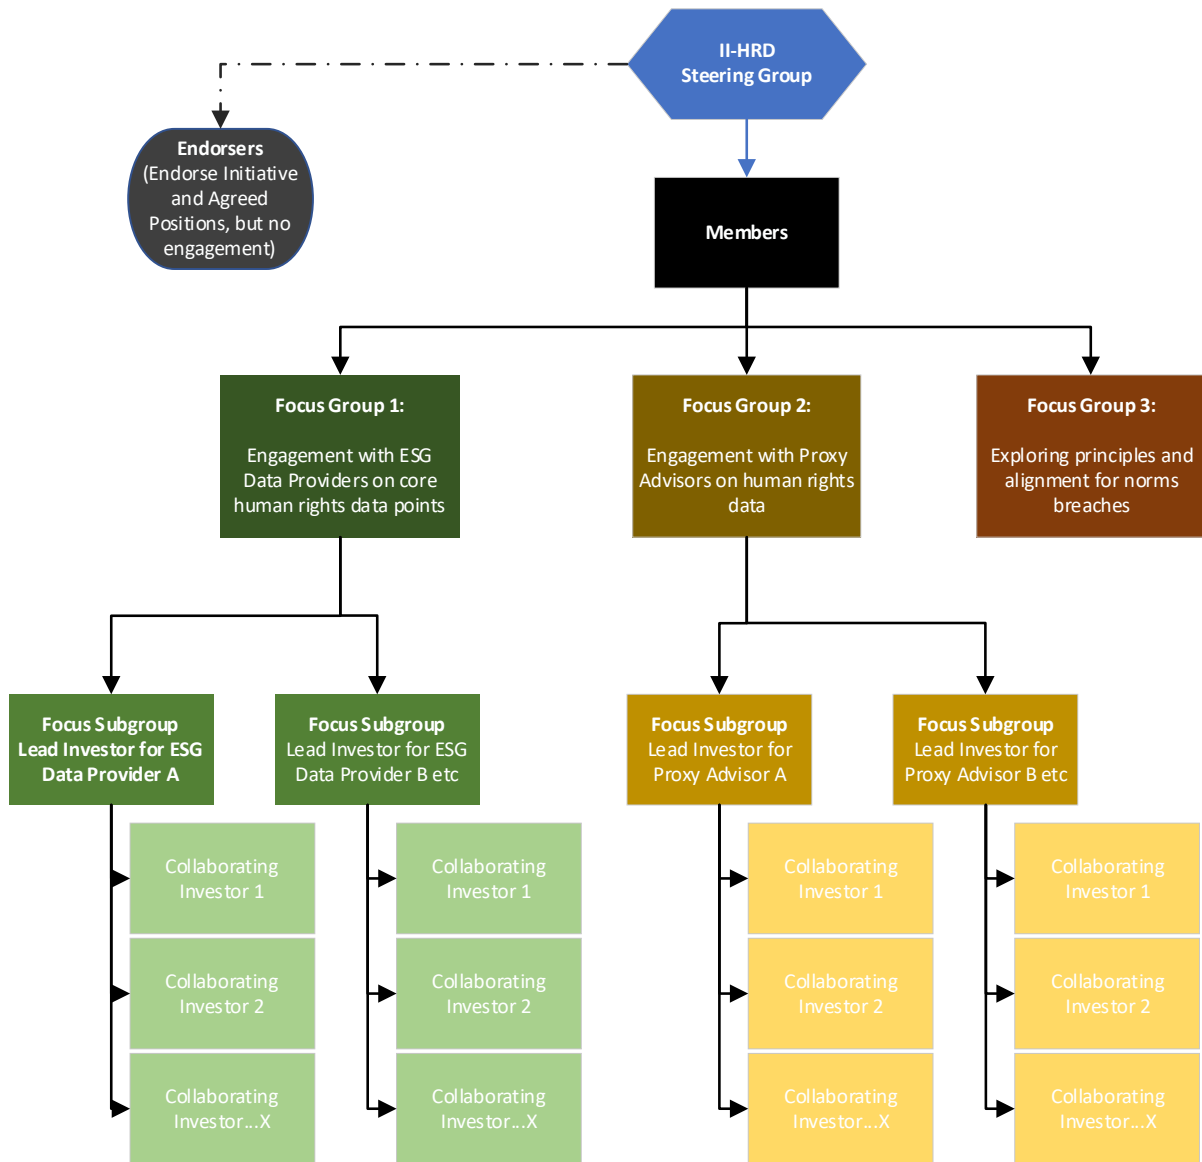 II-HRD
Steering Group
Endorsers
(Endorse Initiative
and Agreed
Positions, but no
engagement)
Members
Focus Group 1:
Engagement with ESG
Data Providers on core
human rights data points
Focus Group 2:
Engagement with Proxy
Advisors on human rights
data
Focus Group 3:
Exploring principles and
alignment for norms
breaches
Focus Subgroup
Lead Investor for ESG
Data Provider A
Focus Subgroup
Lead Investor for ESG
Data Provider B etc
Focus Subgroup
Lead Investor for
Proxy Advisor A
Focus Subgroup
Lead Investor for
Proxy Advisor B etc
Collaborating
Investor 1
Collaborating
Investor 1
Collaborating
Investor 1
Collaborating
Investor 1
Collaborating
Investor 2
Collaborating
Investor 2
Collaborating
Investor 2
Collaborating
Investor 2
Collaborating
Investor...X
Collaborating
Investor...X
Collaborating
Investor...X
Collaborating
Investor...X